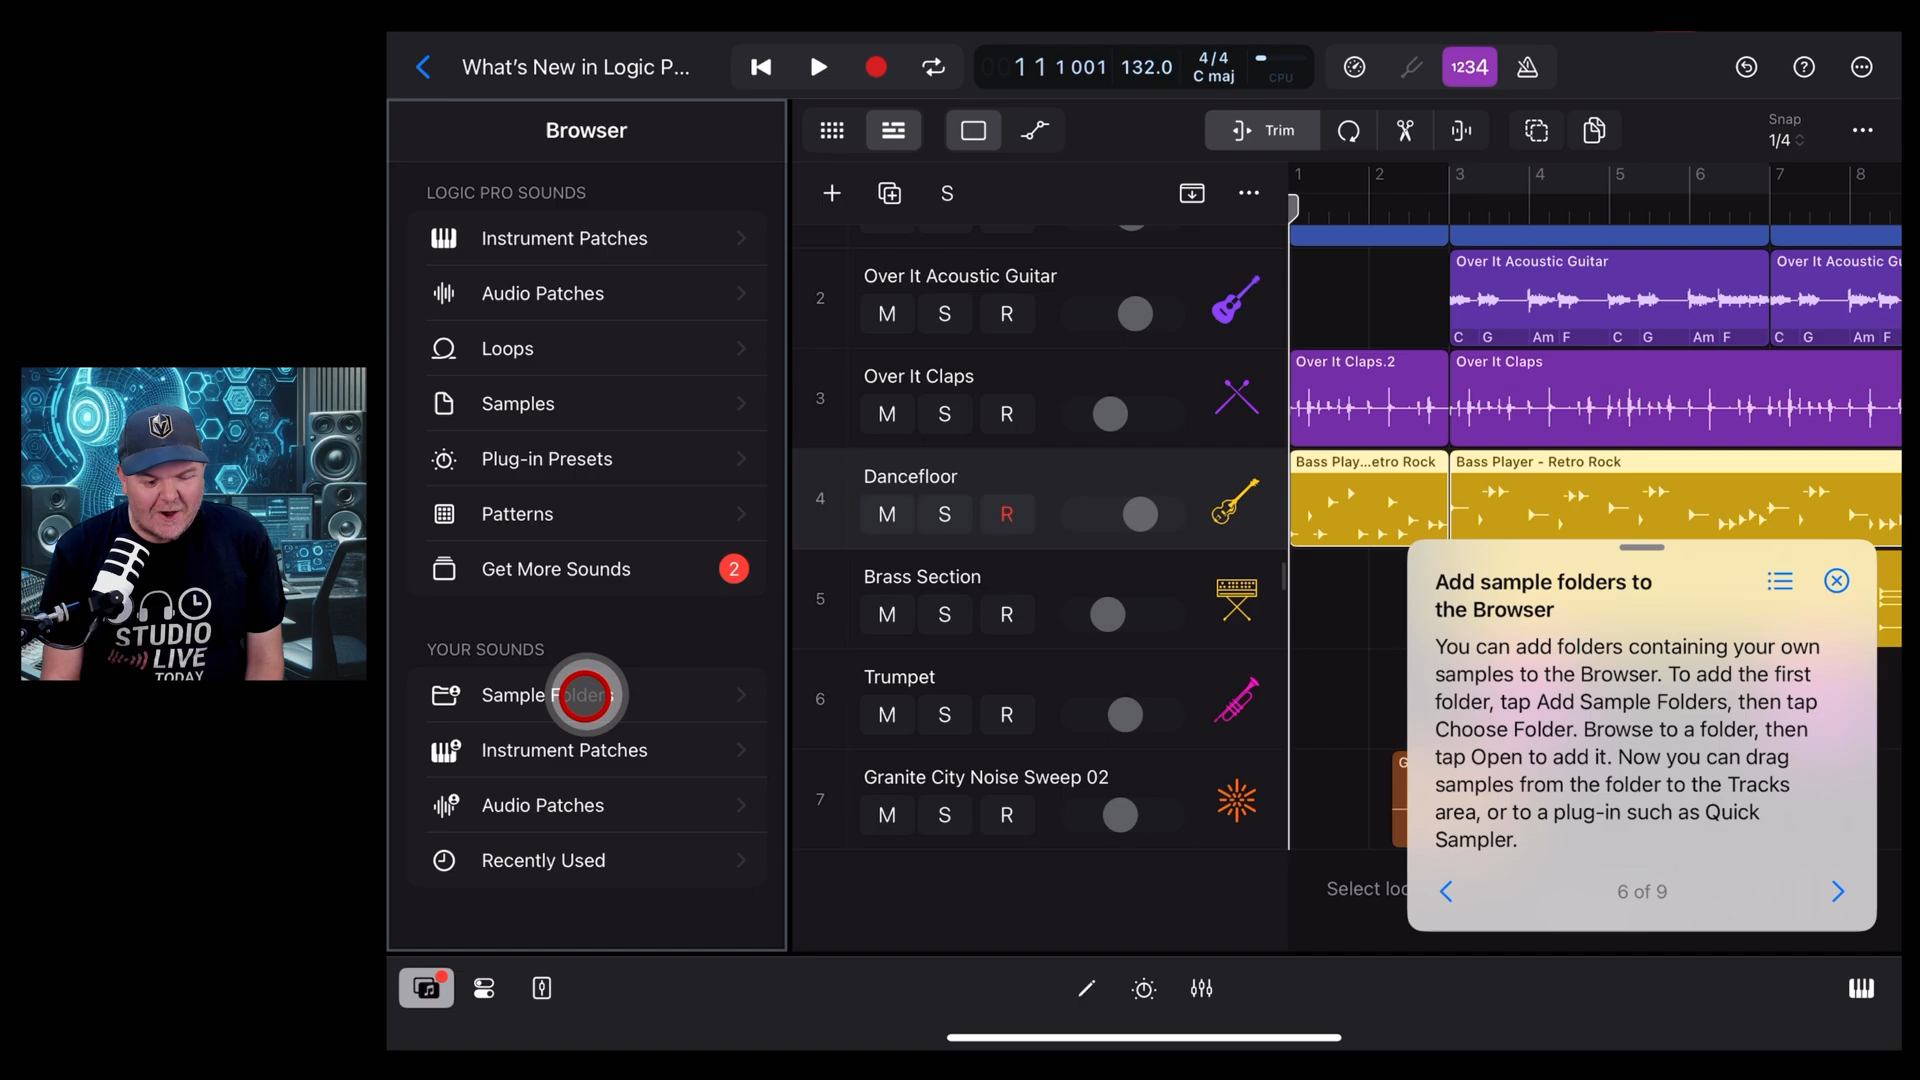 What's New in Logic P...
11 1 001
132.0
4/4
C maj
CPU
1234
Browser
Trim
Snap
1/4
LOGIC PRO SOUNDS
Instrument Patches
Audio Patches
Loops
Samples
Plug-in Presets
Patterns
Get More Sounds
2
YOUR SOUNDS
Sample Folders
Instrument Patches
Audio Patches
Recently Used
S
1 2 3 4 5 6 7 8
2
Over It Acoustic Guitar
M S R
3
Over It Claps
M S R
4
Dancefloor
M S R
5
Brass Section
M S R
6
Trumpet
M S R
7
Granite City Noise Sweep 02
M S R
Over It Acoustic Guitar
Over It Acoustic Gu
C G Am F C G Am F C G Am F
Over It Claps.2
Over It Claps
Bass Play...etro Rock
Bass Player - Retro Rock
G
Select loc
Add sample folders to
the Browser
You can add folders containing your own
samples to the Browser. To add the first
folder, tap Add Sample Folders, then tap
Choose Folder. Browse to a folder, then
tap Open to add it. Now you can drag
samples from the folder to the Tracks
area, or to a plug-in such as Quick
Sampler.
6 of 9
STUDIO
LIVE
TODAY